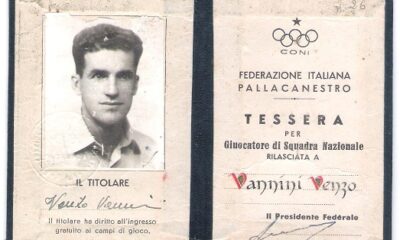 IL TITOLARE
Vanzo Vannini
Il titolare ha diritto all'ingresso
gratuito ai campi di gioco.
CONI
FEDERAZIONE ITALIANA
PALLACANESTRO
TESSERA
PER
Giuocatore di Squadra Nazionale
RILASCIATA A
Vannini Venzo
Il Presidente Federale